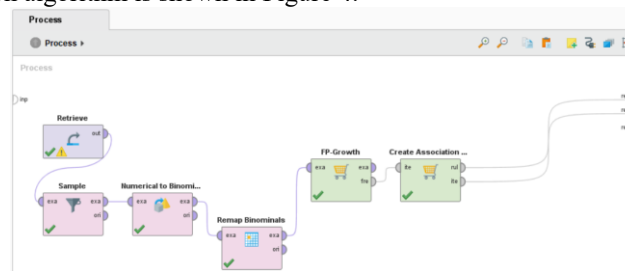 algorithm is shown in Figure 4.
Process
Process ▸
Process
inp
Retrieve
out
Sample
exa
exa
ori
Numerical to Binomi...
exa
exa
ori
Remap Binominals
exa
exa
ori
FP-Growth
exa
exa
fre
Create Association ...
ite
rul
ite